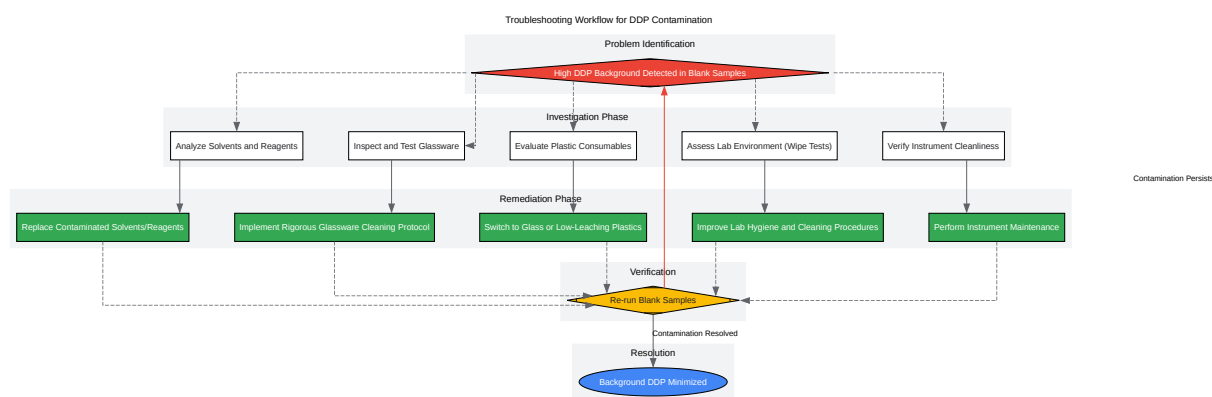 Troubleshooting Workflow for DDP Contamination
Problem Identification
High DDP Background Detected in Blank Samples
Investigation Phase
Analyze Solvents and Reagents
Inspect and Test Glassware
Evaluate Plastic Consumables
Assess Lab Environment (Wipe Tests)
Verify Instrument Cleanliness
Contamination Persists
Remediation Phase
Replace Contaminated Solvents/Reagents
Implement Rigorous Glassware Cleaning Protocol
Switch to Glass or Low-Leaching Plastics
Improve Lab Hygiene and Cleaning Procedures
Perform Instrument Maintenance
Verification
Re-run Blank Samples
Contamination Resolved
Resolution
Background DDP Minimized